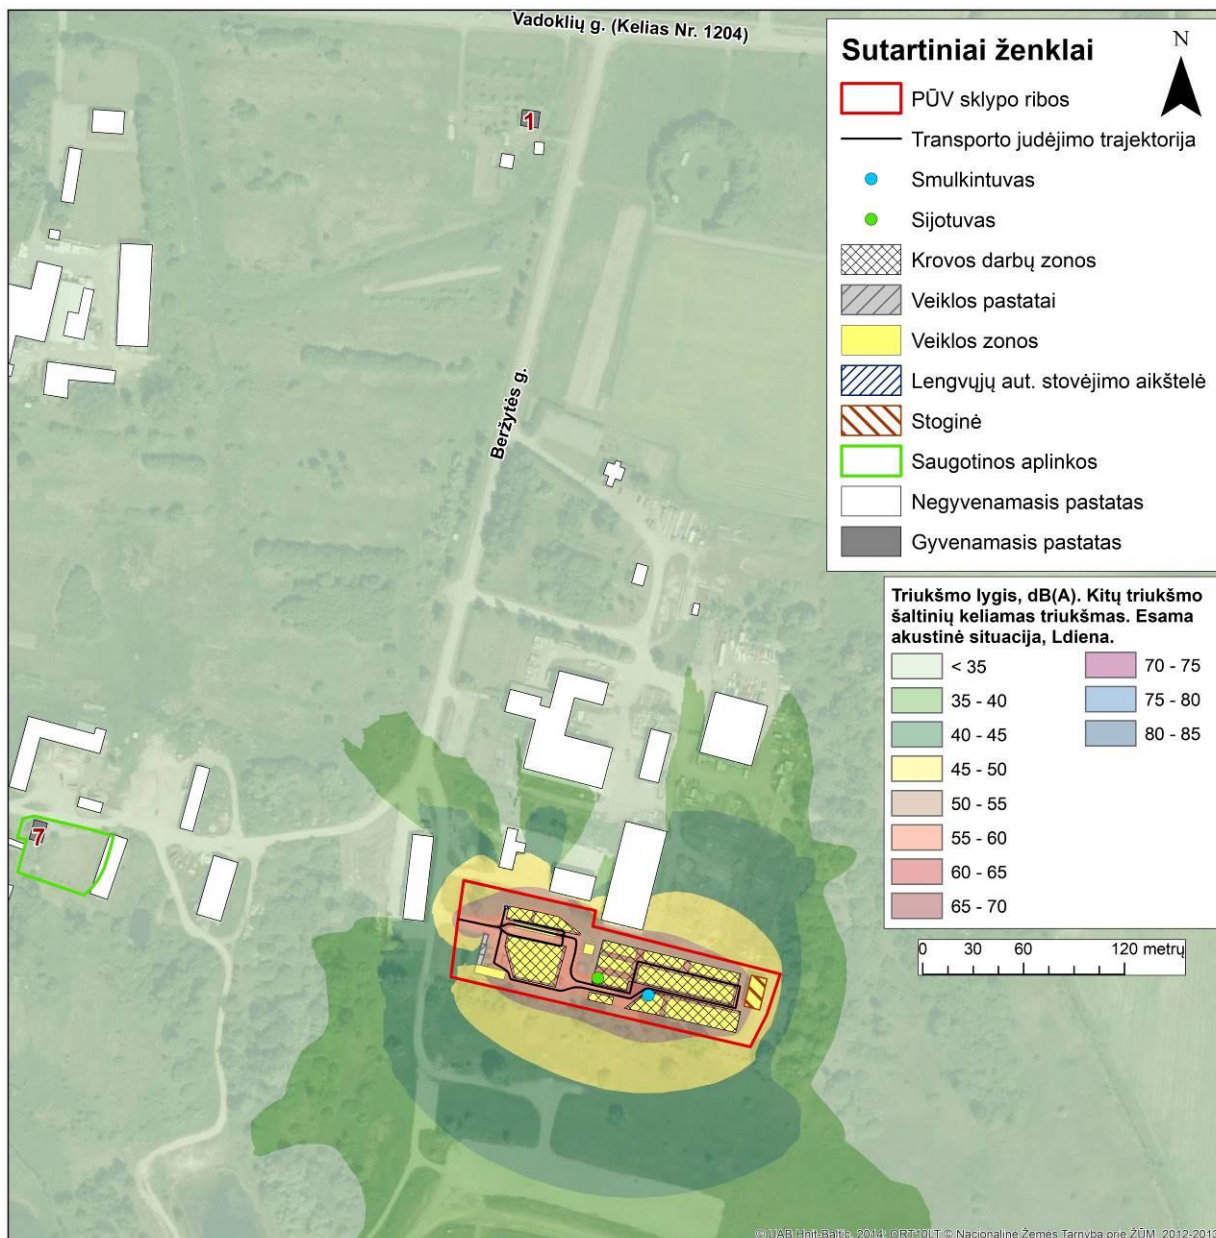 Vadoklių g. (Kelias Nr. 1204)
1
Beržytės g.
7
Sutartiniai ženklai
N
PŪV sklypo ribos
Transporto judėjimo trajektorija
Smulkintuvas
Sijotuvas
Krovos darbų zonos
Veiklos pastatai
Veiklos zonos
Lengvųjų aut. stovėjimo aikštelė
Stoginė
Saugotinos aplinkos
Negyvenamasis pastatas
Gyvenamasis pastatas
Triukšmo lygis, dB(A). Kitų triukšmo
šaltinių keliamas triukšmas. Esama
akustinė situacija, Ldiena.
< 35
35 - 40
40 - 45
45 - 50
50 - 55
55 - 60
60 - 65
65 - 70
70 - 75
75 - 80
80 - 85
0 30 60 120 metrų
© UAB Hnit-Baltic, 2014; ORT10LT © Nacionalinė Žemės Tarnyba prie ŽŪM, 2012-2013